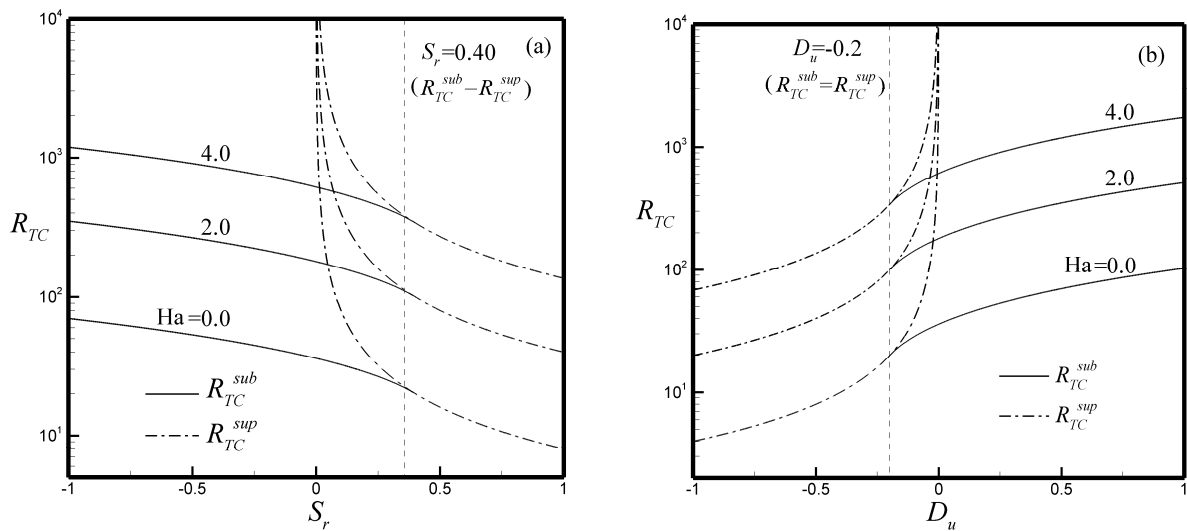 (a)
S_r=0.40
(R_TC^sub–R_TC^sup)
10^4
10^3
10^2
10^1
R_TC
4.0
2.0
Ha=0.0
R_TC^sub
R_TC^sup
-1 -0.5 0 0.5 1
S_r
(b)
D_u=-0.2
(R_TC^sub=R_TC^sup)
10^4
10^3
10^2
10^1
R_TC
4.0
2.0
Ha=0.0
R_TC^sub
R_TC^sup
-1 -0.5 0 0.5 1
D_u